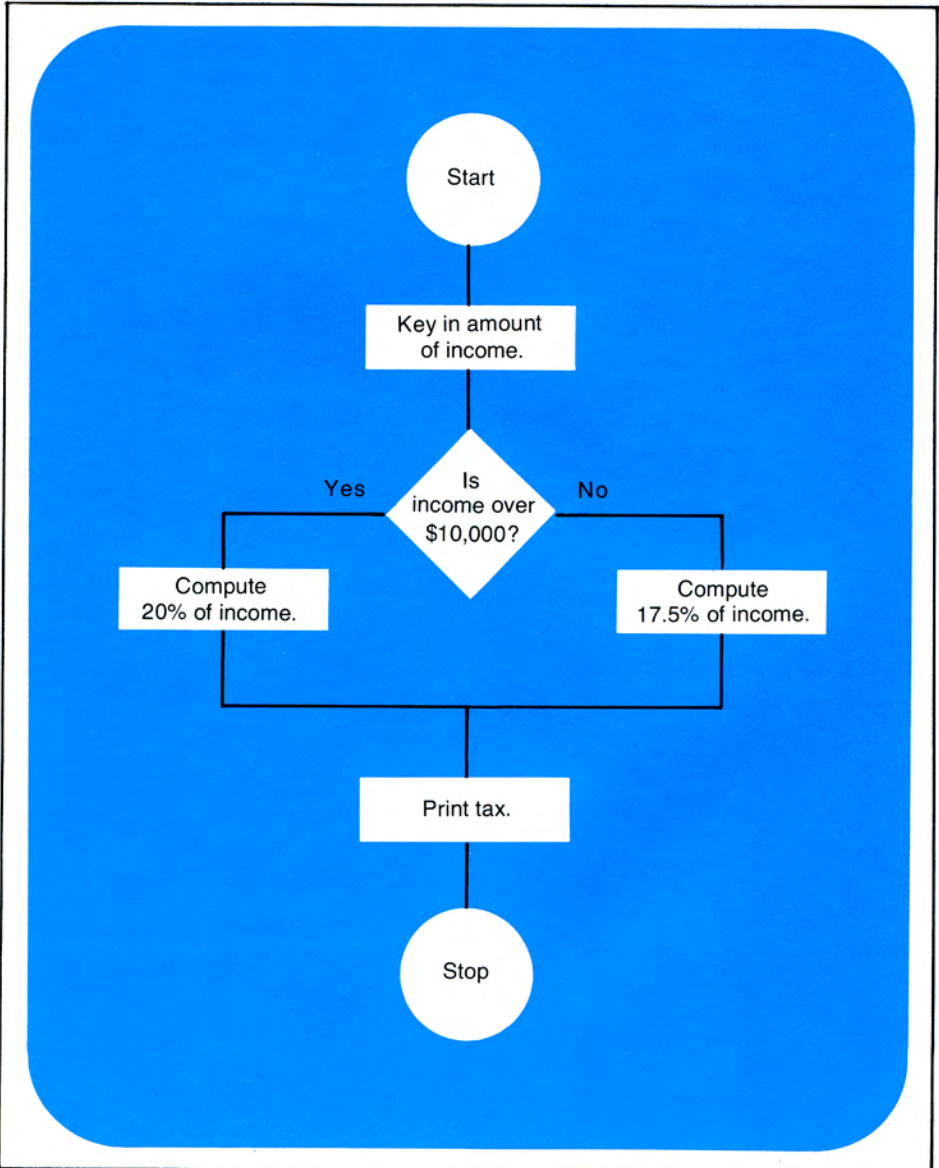 Start
Key in amount
of income.
Is
income over
$10,000?
Yes
No
Compute
20% of income.
Compute
17.5% of income.
Print tax.
Stop